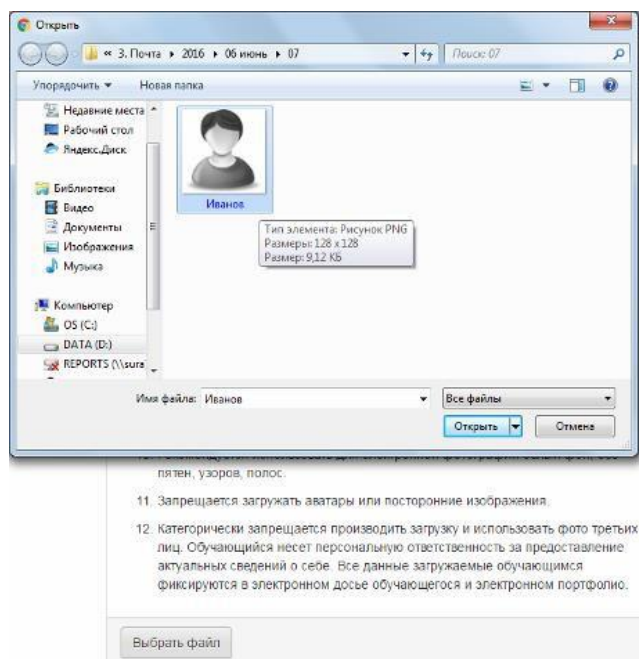 Открыть
« 3. Почта ▸ 2016 ▸ 06 июнь ▸ 07
Поиск: 07
Упорядочить ▾ Новая папка
Недавние места
Рабочий стол
Яндекс.Диск
Библиотеки
Видео
Документы
Изображения
Музыка
Компьютер
OS (C:)
DATA (D:)
REPORTS (\\sura
Иванов
Тип элемента: Рисунок PNG
Размеры: 128 x 128
Размер: 9,12 КБ
Имя файла: Иванов
Все файлы
Открыть
Отмена
пятен, узоров, полос.
11. Запрещается загружать аватары или посторонние изображения.
12. Категорически запрещается производить загрузку и использовать фото третьих
лиц. Обучающийся несет персональную ответственность за предоставление
актуальных сведений о себе. Все данные загружаемые обучающимся
фиксируются в электронном досье обучающегося и электронном портфолио.
Выбрать файл